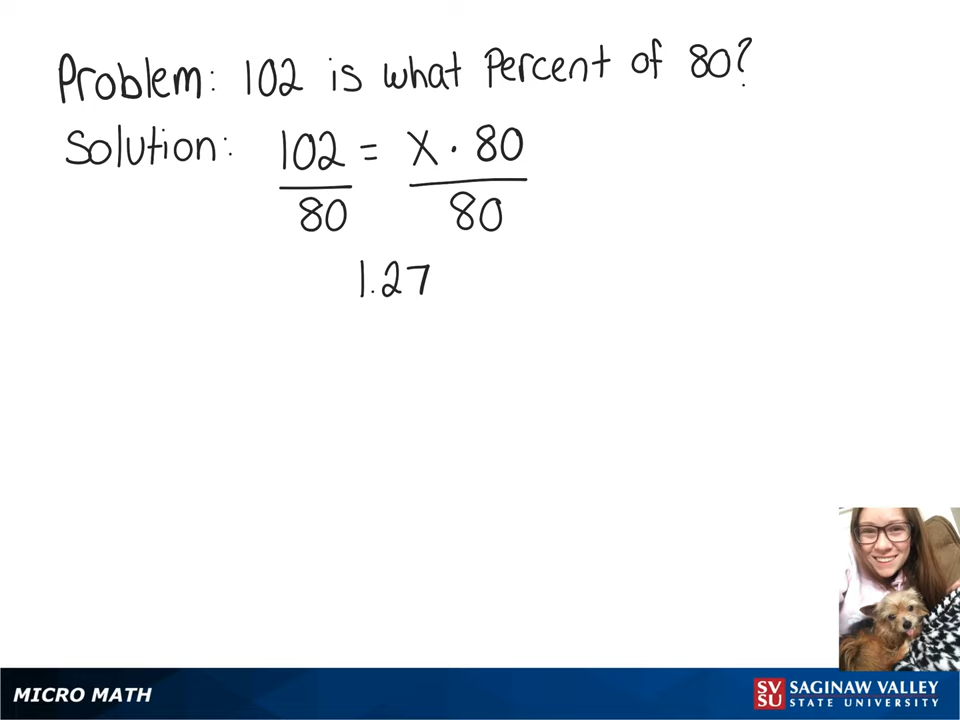 Problem: 102 is what Percent of 80?
Solution: 102 = X · 80
80 80
1.27
MICRO MATH
SV SU SAGINAW VALLEY STATE UNIVERSITY